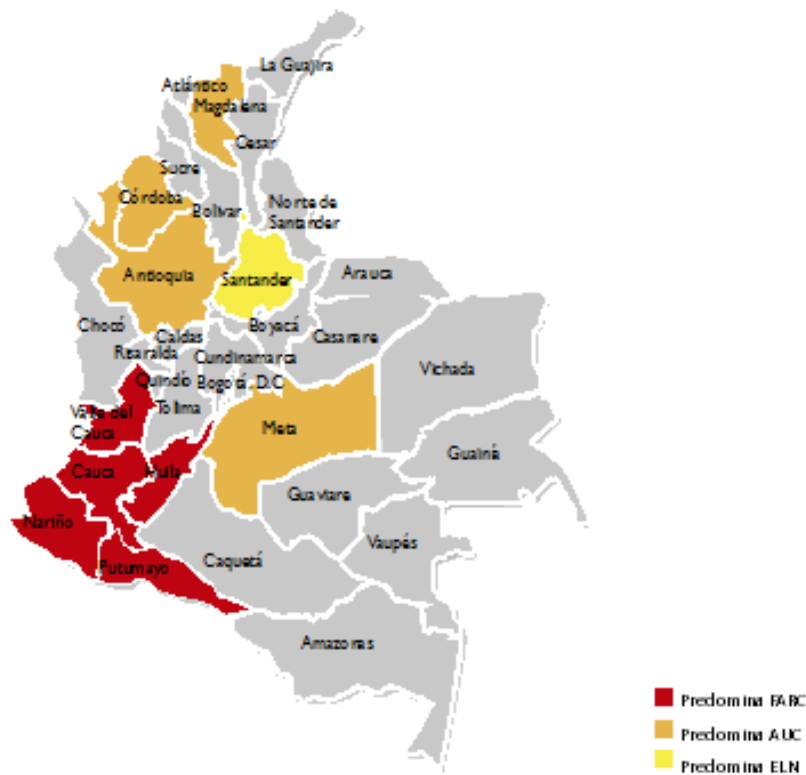 La Guajira
Atlántico
Magdalena
Cesar
Sucre
Córdoba
Bolívar
Norte de
Santander
Antioquia
Santander
Arauca
Chocó
Boyacá
Caldas
Casanare
Risaralda
Cundinamarca
Vichada
Quindío
Bogotá, D.C
Tolima
Valle del
Cauca
Meta
Guainá
Cauca
Huila
Guaviare
Nariño
Vaupés
Putumayo
Caquetá
Amazonas
Predomina FARC
Predomina AUC
Predomina ELN